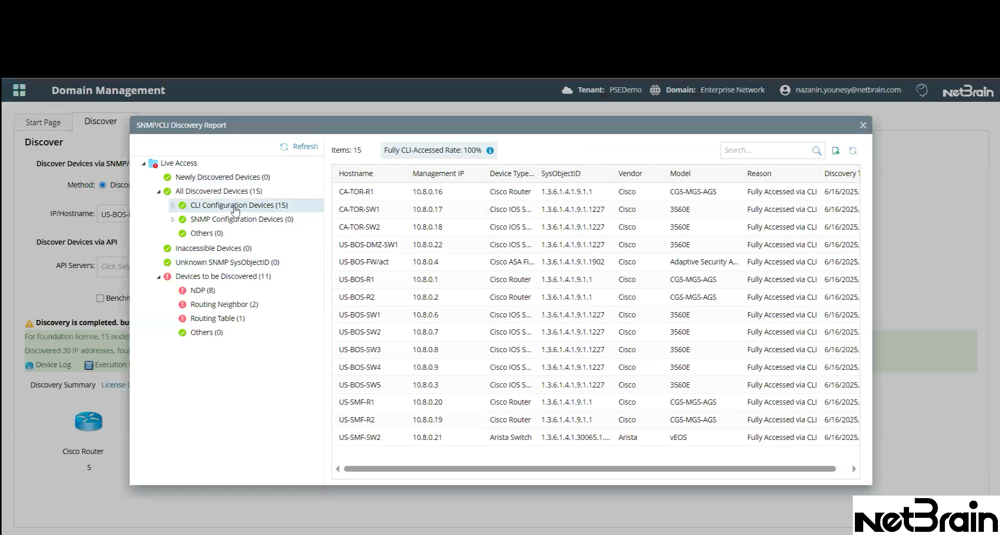 Domain Management
Tenant: PSEDemo
Domain: Enterprise Network
nazanin.younesy@netbrain.com
NetBrain
Start Page
Discover
Discover
Discover Devices via SNMP/
Method: Disco
IP/Hostname: US-BOS-
Discover Devices via API
API Servers: Click 'Sele
Benchr
Discovery is completed. bu
For foundation license, 15 nodes
Discovered 30 IP addresses, four
Device Log Execution
Discovery Summary License D
Cisco Router
5
SNMP/CLI Discovery Report
Refresh
Live Access
Newly Discovered Devices (0)
All Discovered Devices (15)
CLI Configuration Devices (15)
SNMP Configuration Devices (0)
Others (0)
Inaccessible Devices (0)
Unknown SNMP SysObjectID (0)
Devices to be Discovered (11)
NDP (8)
Routing Neighbor (2)
Routing Table (1)
Others (0)
Items: 15 Fully CLI-Accessed Rate: 100%
Search...
Hostname Management IP Device Type... SysObjectID Vendor Model Reason Discovery T
CA-TOR-R1 10.8.0.16 Cisco Router 1.3.6.1.4.1.9.1.1 Cisco CGS-MGS-AGS Fully Accessed via CLI 6/16/2025,
CA-TOR-SW1 10.8.0.17 Cisco IOS S... 1.3.6.1.4.1.9.1.1227 Cisco 3560E Fully Accessed via CLI 6/16/2025,
CA-TOR-SW2 10.8.0.18 Cisco IOS S... 1.3.6.1.4.1.9.1.1227 Cisco 3560E Fully Accessed via CLI 6/16/2025,
US-BOS-DMZ-SW1 10.8.0.22 Cisco IOS S... 1.3.6.1.4.1.9.1.1227 Cisco 3560E Fully Accessed via CLI 6/16/2025,
US-BOS-FW/act 10.8.0.4 Cisco ASA Fi... 1.3.6.1.4.1.9.1.1902 Cisco Adaptive Security A... Fully Accessed via CLI 6/16/2025,
US-BOS-R1 10.8.0.1 Cisco Router 1.3.6.1.4.1.9.1.1 Cisco CGS-MGS-AGS Fully Accessed via CLI 6/16/2025,
US-BOS-R2 10.8.0.2 Cisco Router 1.3.6.1.4.1.9.1.1 Cisco CGS-MGS-AGS Fully Accessed via CLI 6/16/2025,
US-BOS-SW1 10.8.0.6 Cisco IOS S... 1.3.6.1.4.1.9.1.1227 Cisco 3560E Fully Accessed via CLI 6/16/2025,
US-BOS-SW2 10.8.0.7 Cisco IOS S... 1.3.6.1.4.1.9.1.1227 Cisco 3560E Fully Accessed via CLI 6/16/2025,
US-BOS-SW3 10.8.0.8 Cisco IOS S... 1.3.6.1.4.1.9.1.1227 Cisco 3560E Fully Accessed via CLI 6/16/2025,
US-BOS-SW4 10.8.0.9 Cisco IOS S... 1.3.6.1.4.1.9.1.1227 Cisco 3560E Fully Accessed via CLI 6/16/2025,
US-BOS-SW5 10.8.0.3 Cisco IOS S... 1.3.6.1.4.1.9.1.1227 Cisco 3560E Fully Accessed via CLI 6/16/2025,
US-SMF-R1 10.8.0.20 Cisco Router 1.3.6.1.4.1.9.1.1 Cisco CGS-MGS-AGS Fully Accessed via CLI 6/16/2025,
US-SMF-R2 10.8.0.19 Cisco Router 1.3.6.1.4.1.9.1.1 Cisco CGS-MGS-AGS Fully Accessed via CLI 6/16/2025,
US-SMF-SW2 10.8.0.21 Arista Switch 1.3.6.1.4.1.30065.1.... Arista vEOS Fully Accessed via CLI 6/16/2025,
NetBrain